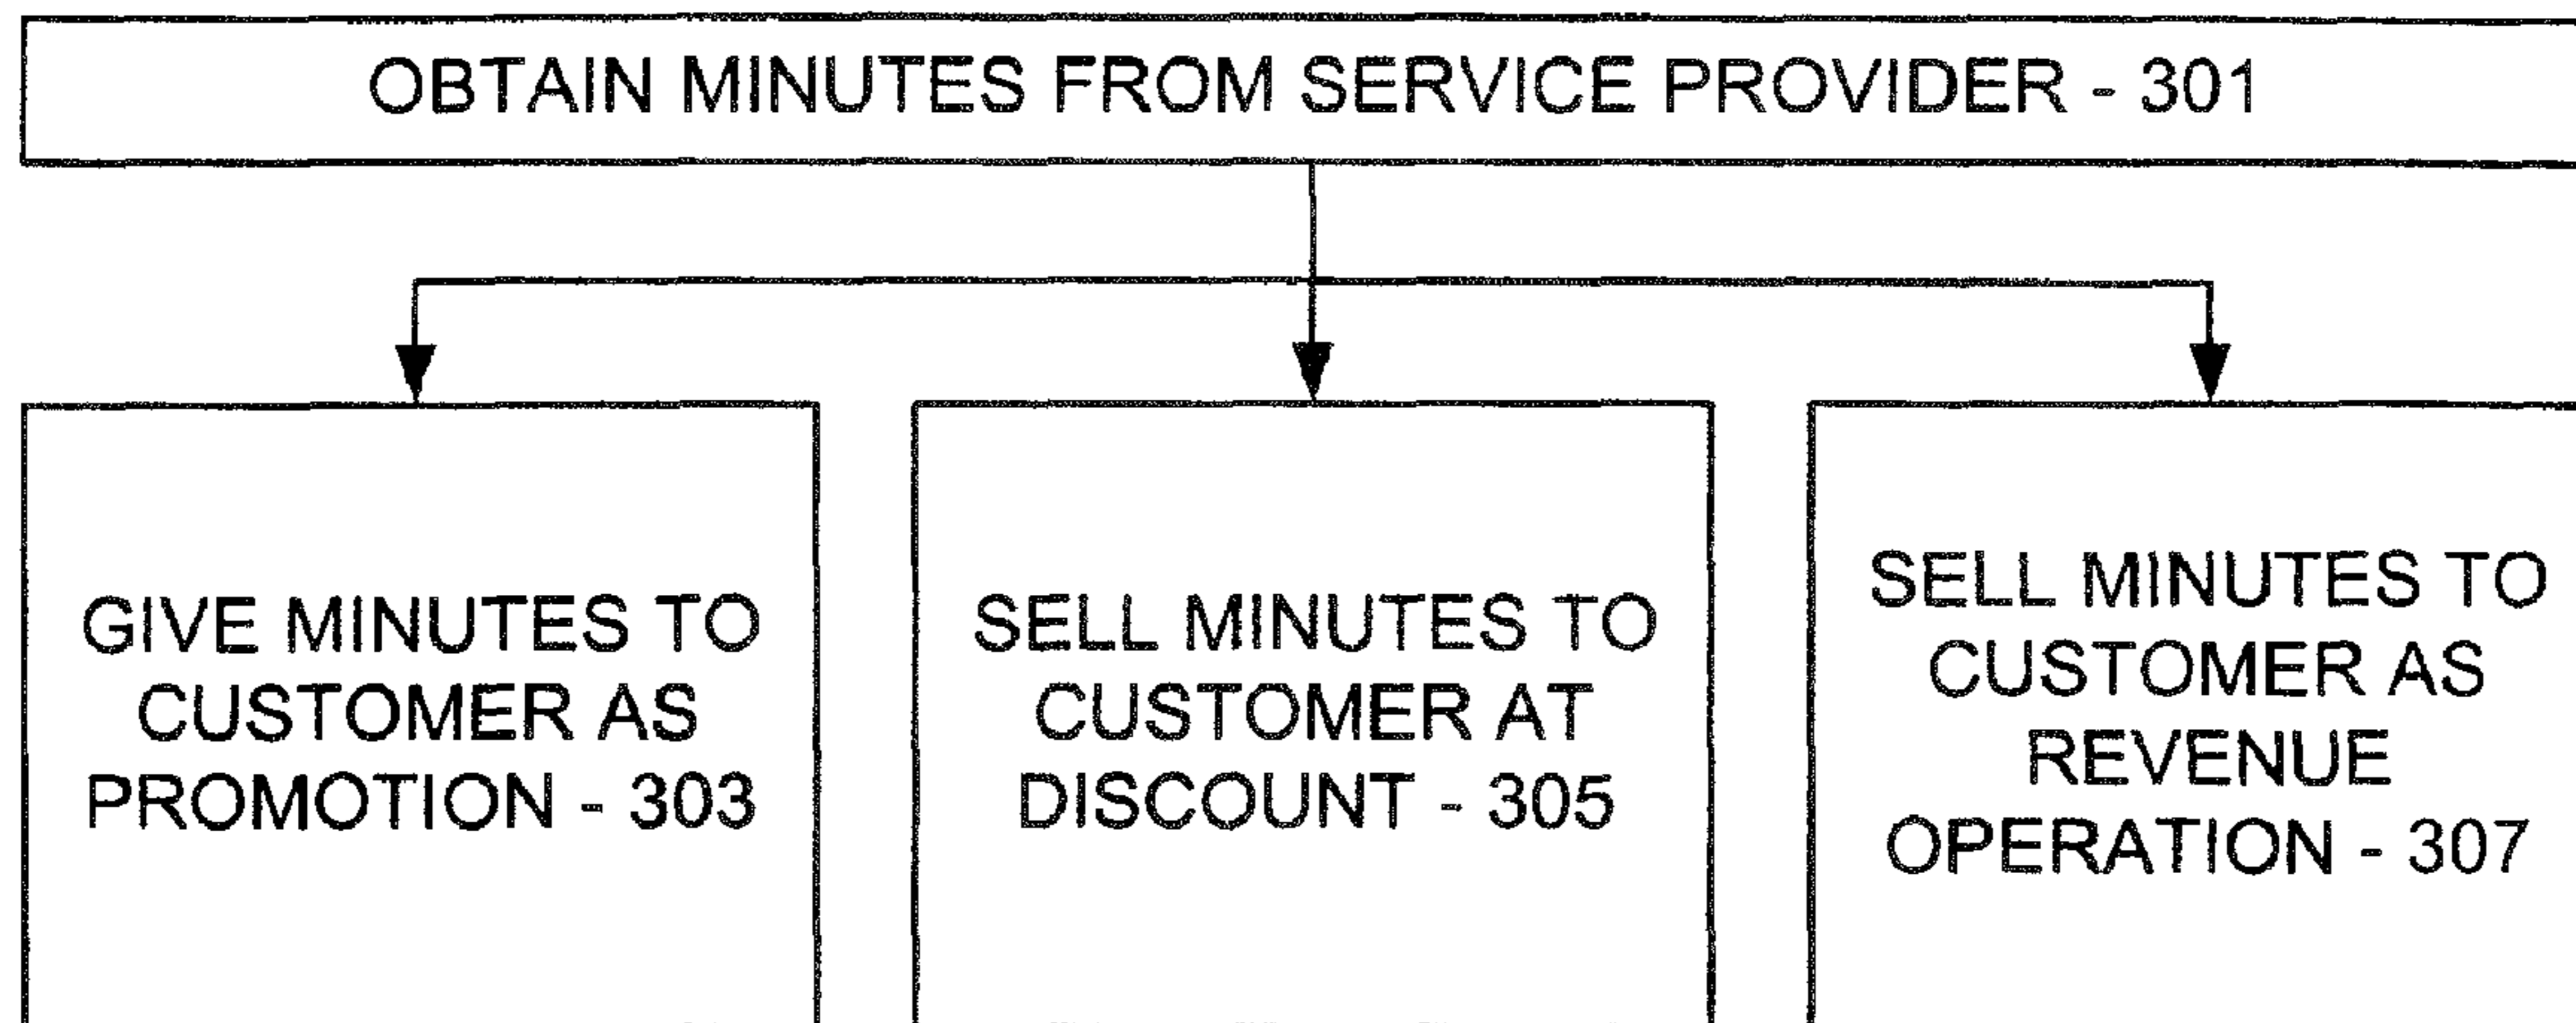 OBTAIN MINUTES FROM SERVICE PROVIDER - 301
GIVE MINUTES TO
CUSTOMER AS
PROMOTION - 303
SELL MINUTES TO
CUSTOMER AT
DISCOUNT - 305
SELL MINUTES TO
CUSTOMER AS
REVENUE
OPERATION - 307